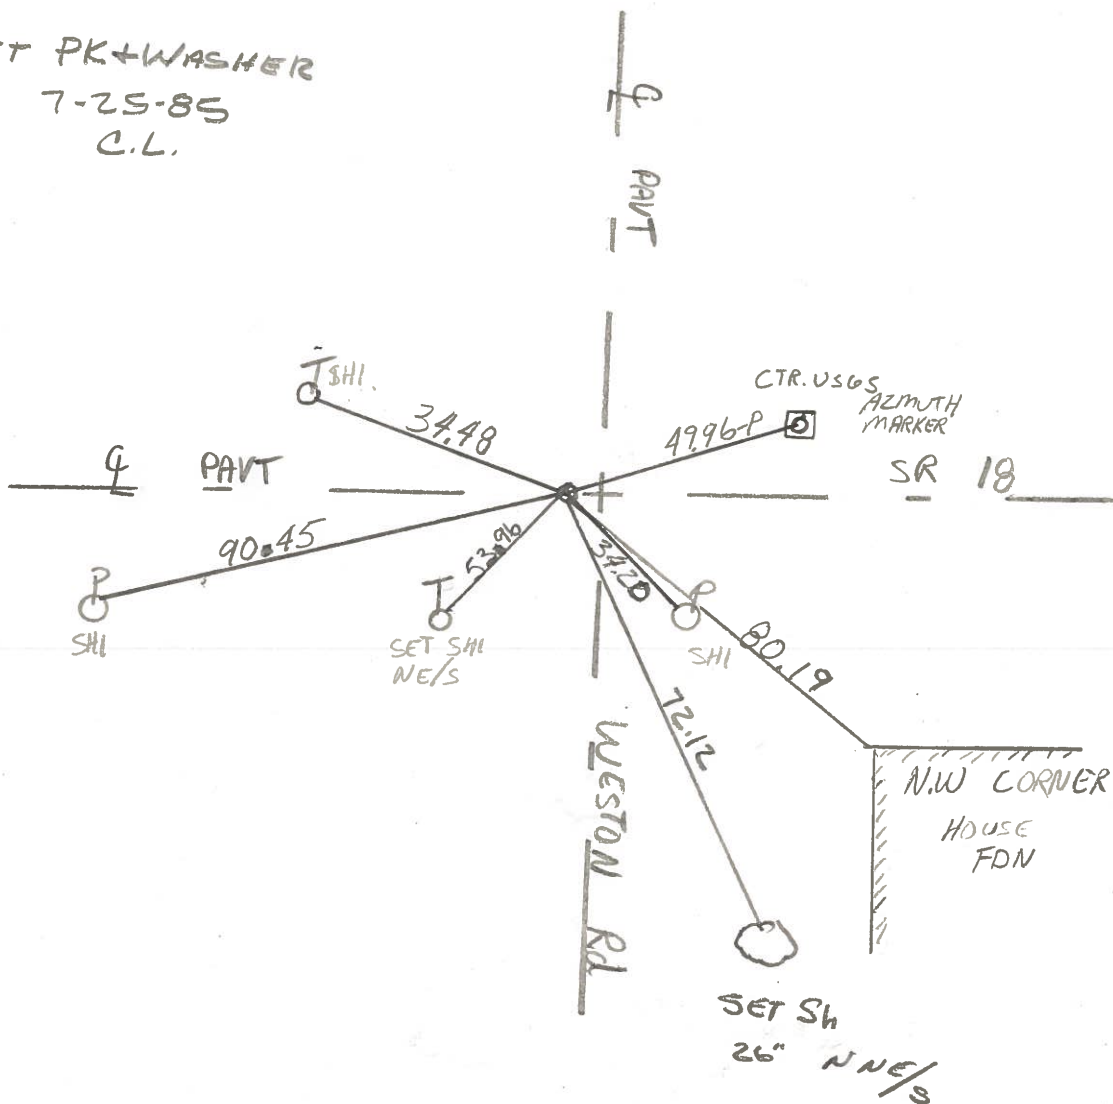 PK+WASHER
7-25-85
C.L.
℄
PAVT
T SHI.
34.48
CTR. USGS
AZMUTH
MARKER
49.96-P
℄ PAVT
SR 18
90.45
P
SHI
53.96
T
SET SHI
NE/S
34.20
P
SHI
80.19
72.12
WESTON Rd
N.W CORNER
HOUSE
FDN
SET Sh
26" NNE/S